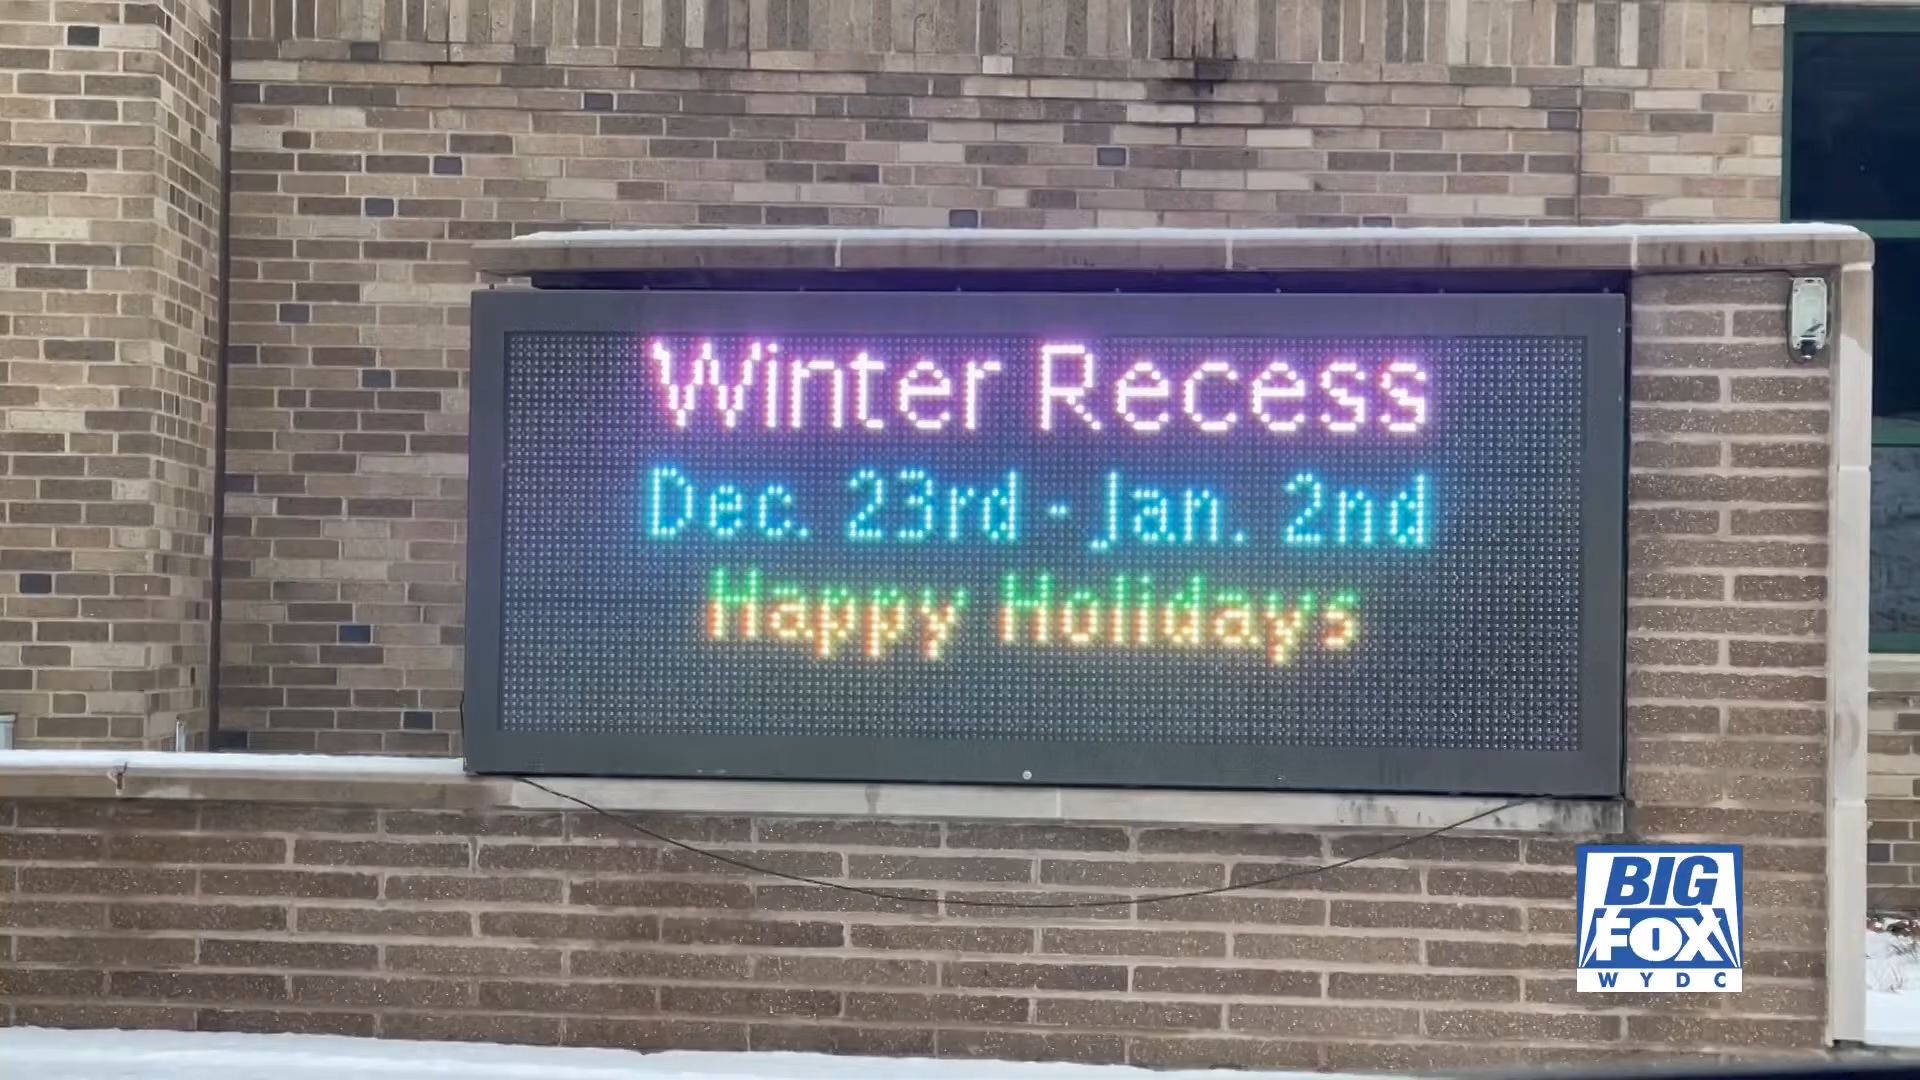 Winter Recess
Dec. 23rd - Jan. 2nd
Happy Holidays
BIG
FOX
WYDC